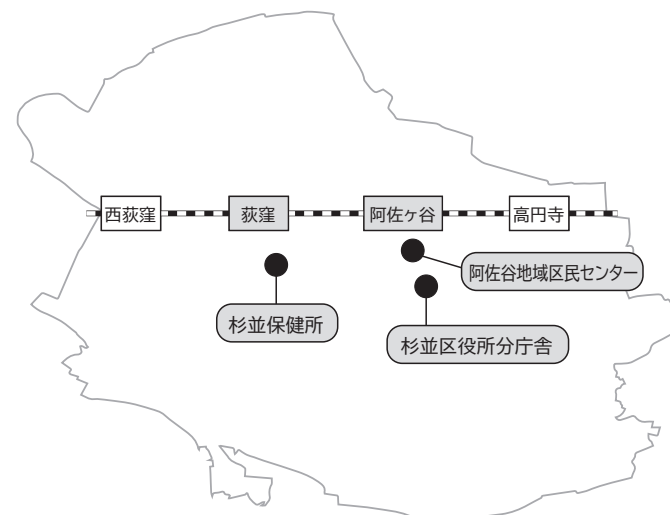 西荻窪
荻窪
阿佐ヶ谷
高円寺
阿佐谷地域区民センター
杉並保健所
杉並区役所分庁舎